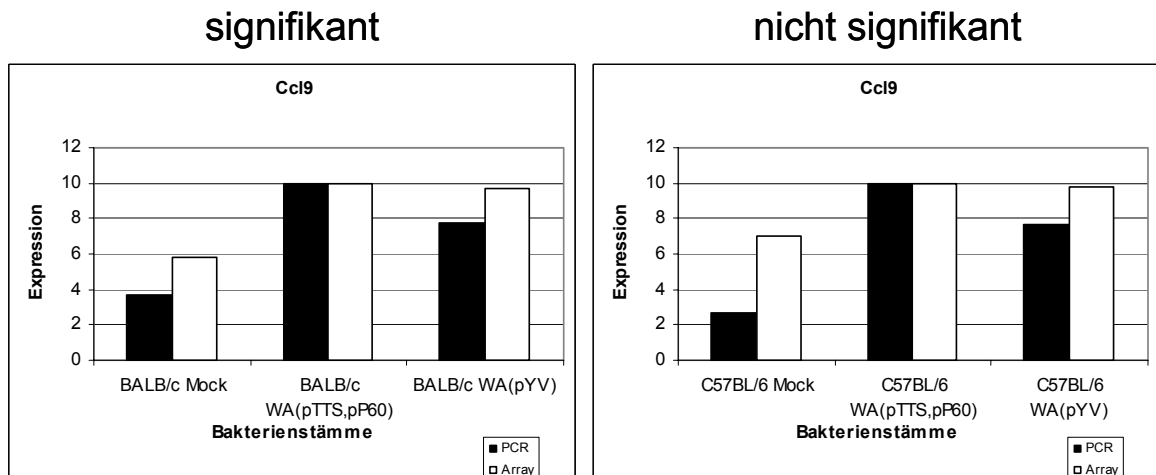 signifikant
nicht signifikant
Ccl9
12
10
8
6
4
2
0
Expression
BALB/c Mock
BALB/c
WA(pTTS,pP60)
BALB/c WA(pYV)
Bakterienstämme
PCR
Array
Ccl9
12
10
8
6
4
2
0
Expression
C57BL/6 Mock
C57BL/6
WA(pTTS,pP60)
C57BL/6
WA(pYV)
Bakterienstämme
PCR
Array